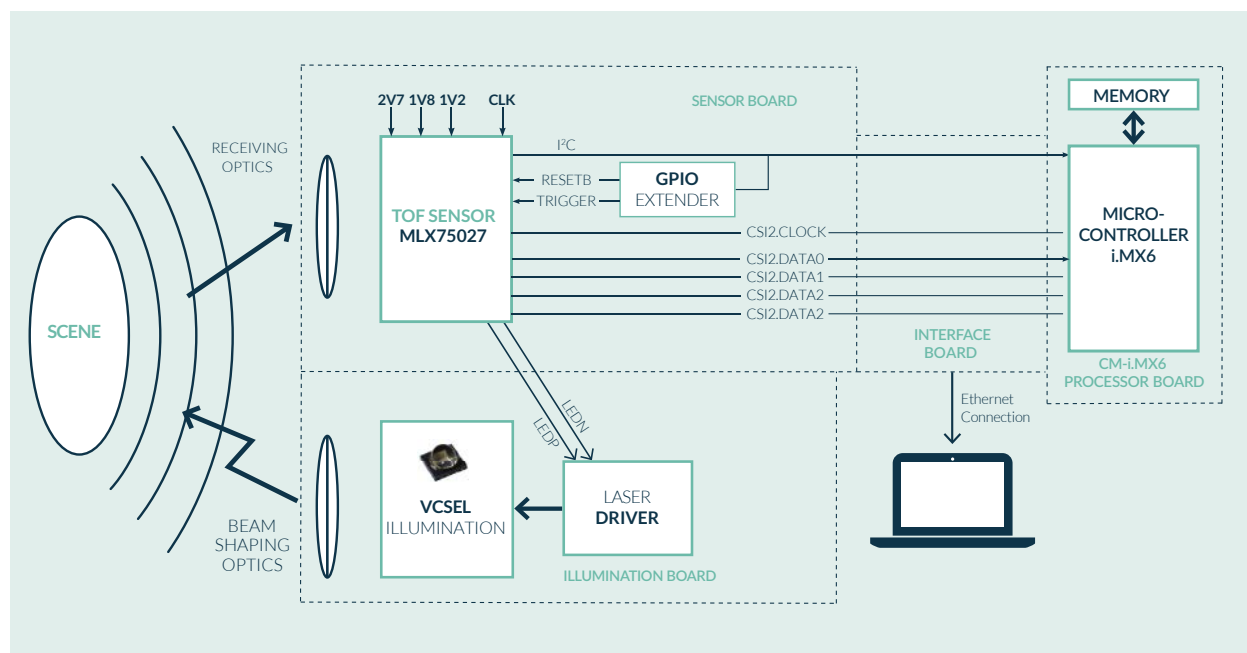 2V7 1V8 1V2 CLK
SENSOR BOARD
MEMORY
RECEIVING
OPTICS
I²C
RESETB
TRIGGER
GPIO
EXTENDER
TOF SENSOR
MLX75027
CSI2.CLOCK
CSI2.DATA0
CSI2.DATA1
CSI2.DATA2
CSI2.DATA2
MICRO-
CONTROLLER
i.MX6
SCENE
INTERFACE
BOARD
CM-i.MX6
PROCESSOR BOARD
Ethernet
Connection
LEDN
LEDP
VCSEL
ILLUMINATION
LASER
DRIVER
BEAM
SHAPING
OPTICS
ILLUMINATION BOARD